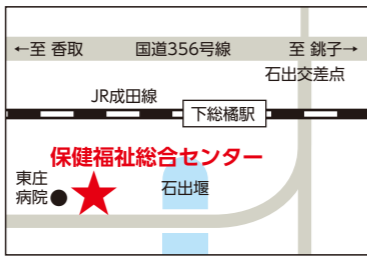 ←至 香取
国道356号線
至 銚子→
石出交差点
JR成田線
下総橘駅
保健福祉総合センター
東庄
病院
石出堰